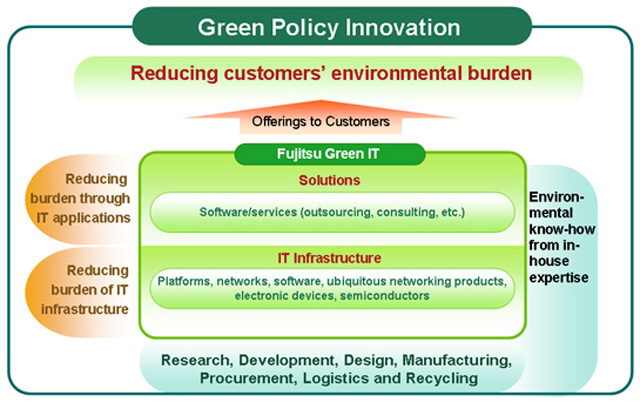 Green Policy Innovation
Reducing customers' environmental burden
Offerings to Customers
Fujitsu Green IT
Reducing
burden through
IT applications
Solutions
Software/services (outsourcing, consulting, etc.)
Reducing
burden of IT
infrastructure
IT Infrastructure
Platforms, networks, software, ubiquitous networking products,
electronic devices, semiconductors
Environ-
mental
know-how
from in-
house
expertise
Research, Development, Design, Manufacturing,
Procurement, Logistics and Recycling